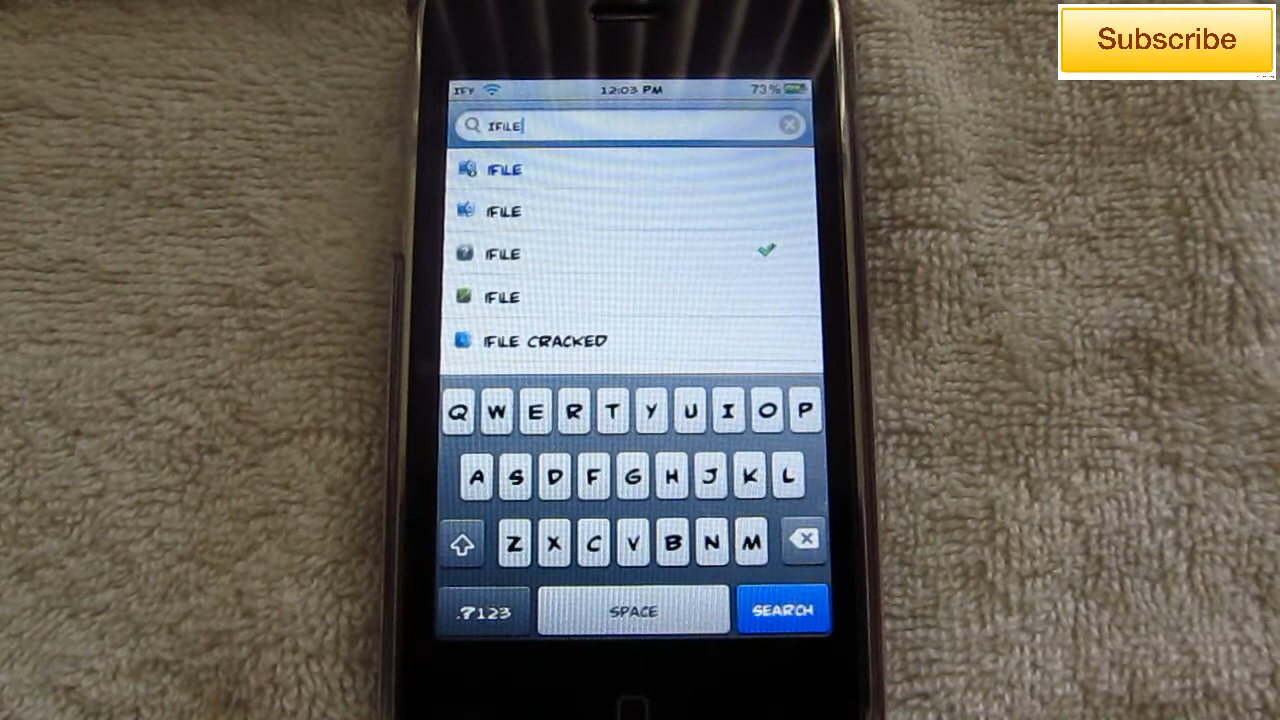 Subscribe
IFY 12:03 PM 73%
IFILE
IFILE
IFILE
IFILE
IFILE
IFILE CRACKED
Q W E R T Y U I O P
A S D F G H J K L
Z X C V B N M
.?123 SPACE SEARCH